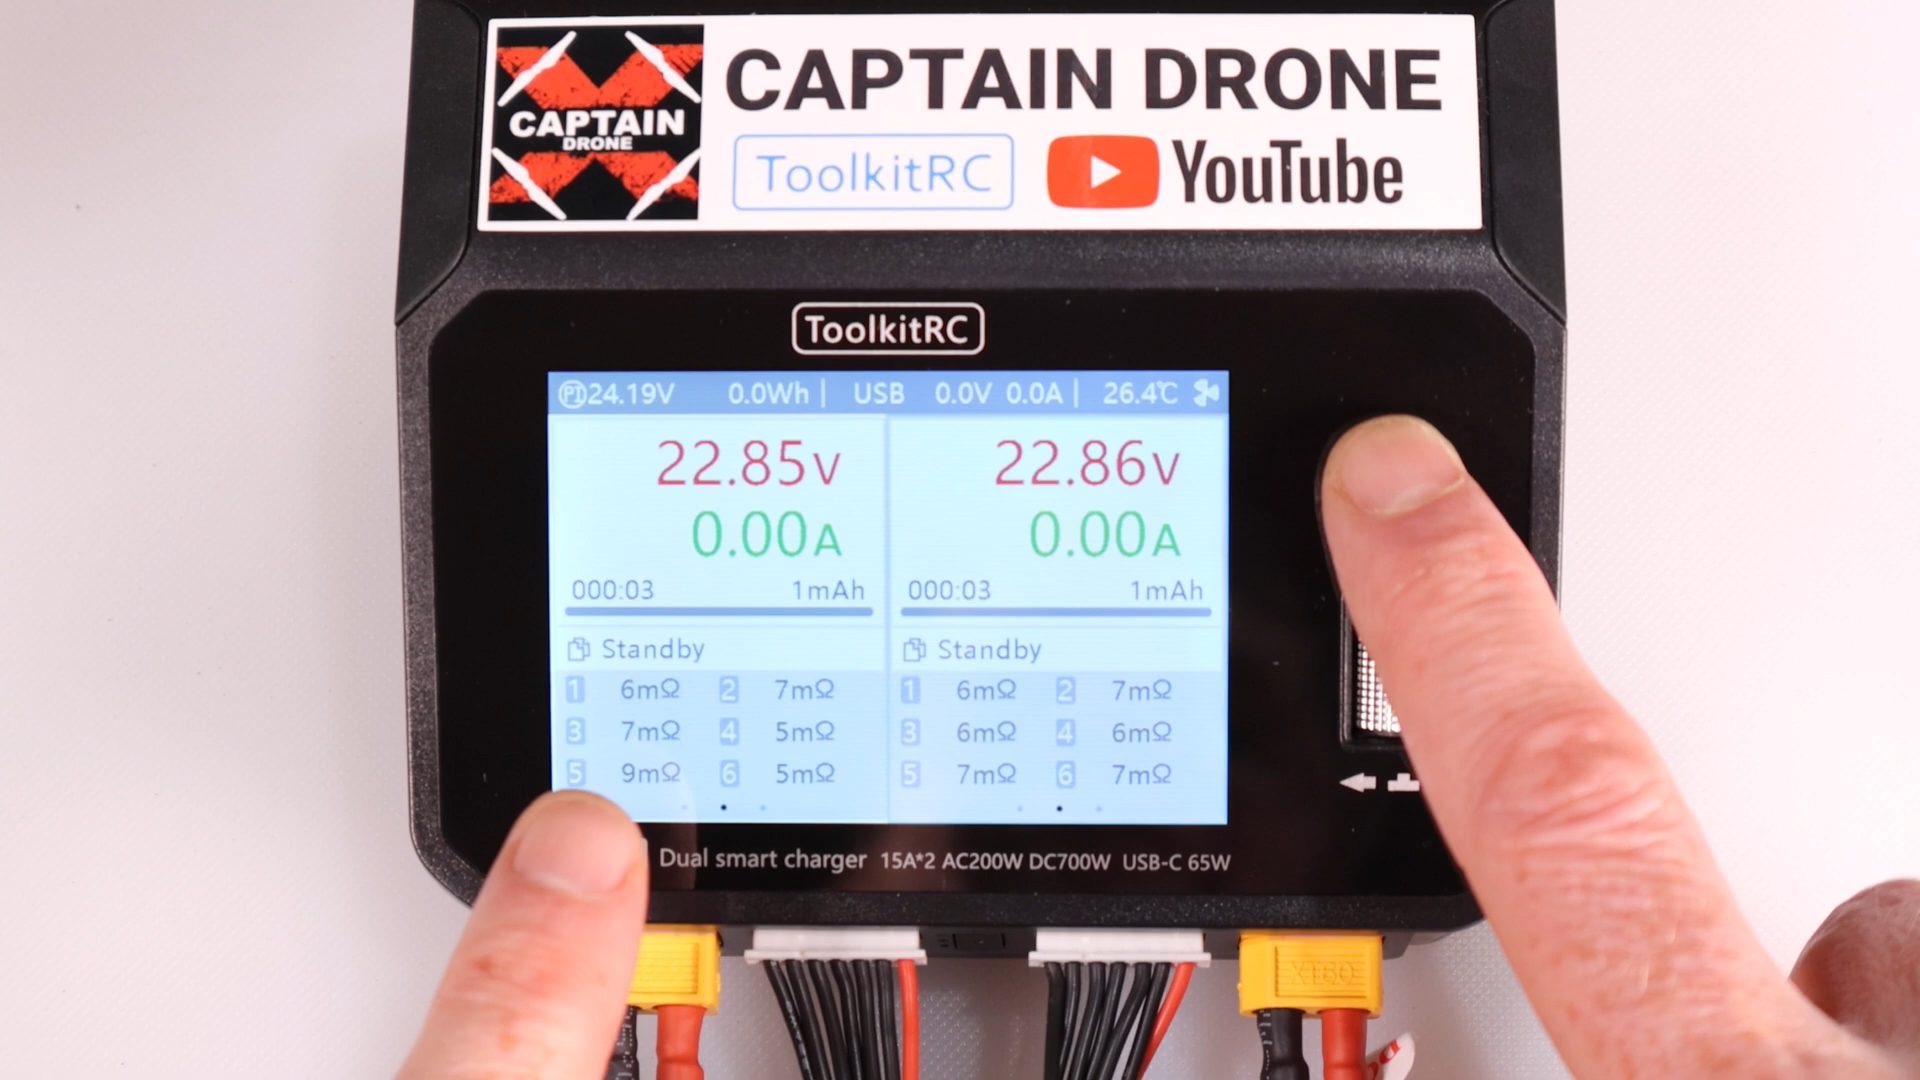 CAPTAIN DRONE
CAPTAIN
DRONE
ToolkitRC YouTube
ToolkitRC
PD 24.19V 0.0Wh | USB 0.0V 0.0A | 26.4℃
22.85V 22.86V
0.00A 0.00A
000:03 1mAh 000:03 1mAh
Standby Standby
1 6mΩ 2 7mΩ 1 6mΩ 2 7mΩ
3 7mΩ 4 5mΩ 3 6mΩ 4 6mΩ
5 9mΩ 6 5mΩ 5 7mΩ 6 7mΩ
Dual smart charger 15A*2 AC200W DC700W USB-C 65W
XT60